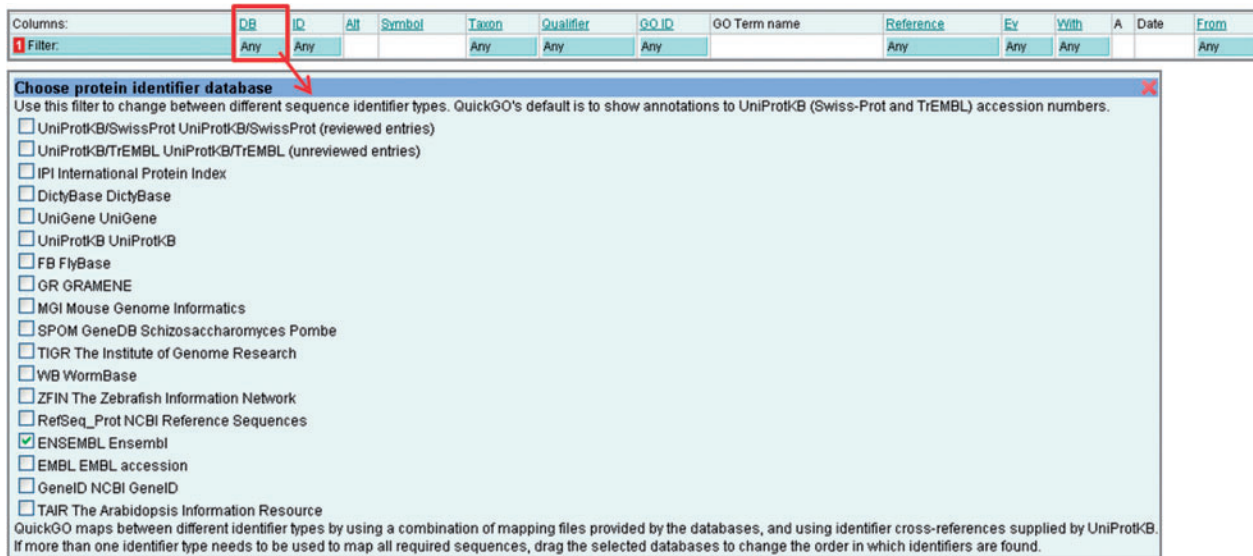 Columns: DB ID Alt Symbol Taxon Qualifier GO ID GO Term name Reference Ev With A Date From
1 Filter: Any Any Any Any Any Any Any Any Any
Choose protein identifier database
Use this filter to change between different sequence identifier types. QuickGO's default is to show annotations to UniProtKB (Swiss-Prot and TrEMBL) accession numbers.
UniProtKB/SwissProt UniProtKB/SwissProt (reviewed entries)
UniProtKB/TrEMBL UniProtKB/TrEMBL (unreviewed entries)
IPI International Protein Index
DictyBase DictyBase
UniGene UniGene
UniProtKB UniProtKB
FB FlyBase
GR GRAMENE
MGI Mouse Genome Informatics
SPOM GeneDB Schizosaccharomyces Pombe
TIGR The Institute of Genome Research
WB WormBase
ZFIN The Zebrafish Information Network
RefSeq_Prot NCBI Reference Sequences
ENSEMBL Ensembl
EMBL EMBL accession
GeneID NCBI GeneID
TAIR The Arabidopsis Information Resource
QuickGO maps between different identifier types by using a combination of mapping files provided by the databases, and using identifier cross-references supplied by UniProtKB.
If more than one identifier type needs to be used to map all required sequences, drag the selected databases to change the order in which identifiers are found.